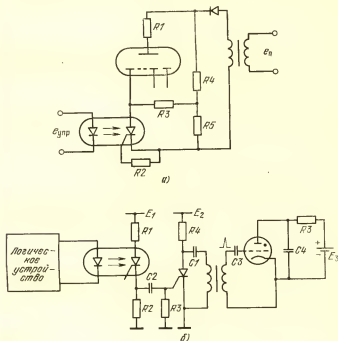 R1
R4
eп
R3
eупр
R5
R2
а)
E1
E2
R1
R4
R3
Логичес-
кое
устрой-
ство
C2
C1
C3
C4
E3
R2
R3
б)